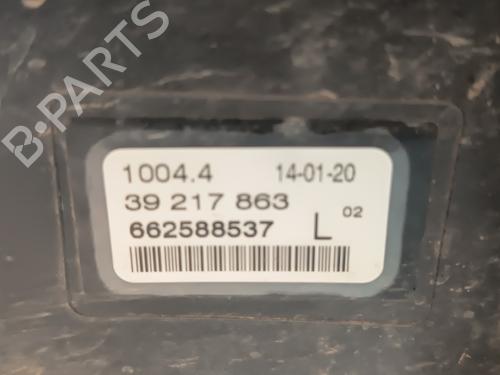 B-PARTS
1004.4 14-01-20
39 217 863
662588537 L 02